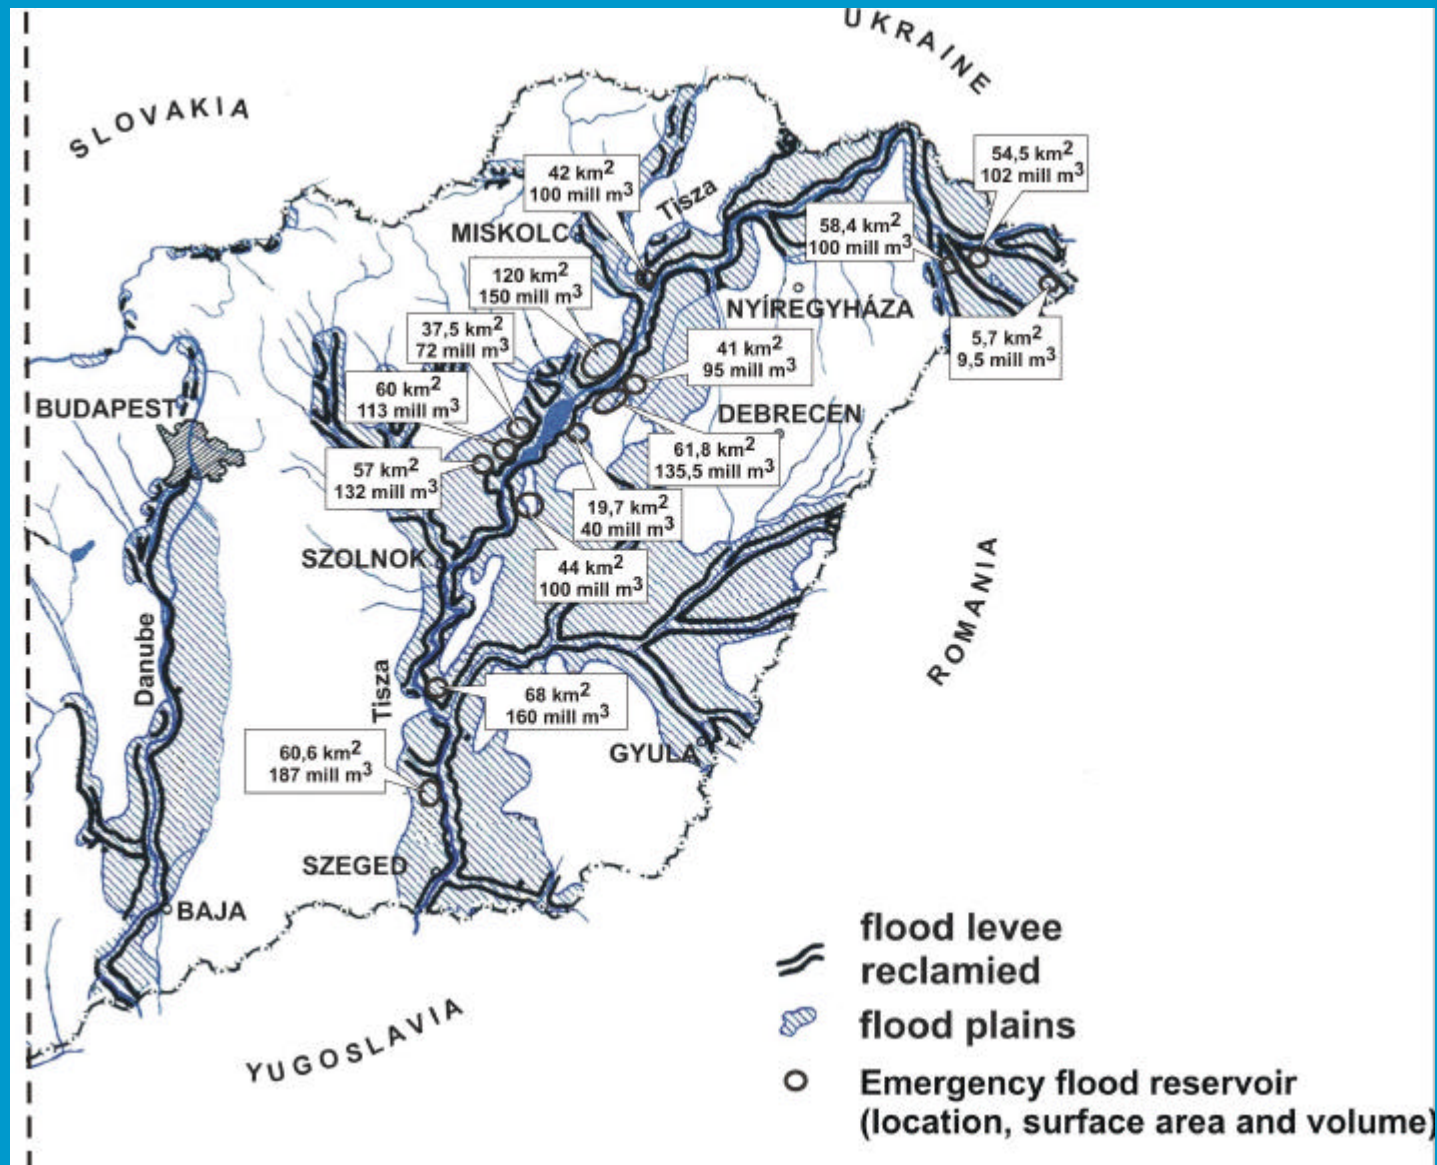 UKRAINE
SLOVAKIA
54,5 km2
102 mill m3
42 km2
100 mill m3
Tisza
58,4 km2
100 mill m3
MISKOLC
120 km2
150 mill m3
NYÍREGYHÁZA
37,5 km2
72 mill m3
41 km2
95 mill m3
5,7 km2
9,5 mill m3
60 km2
113 mill m3
BUDAPEST
DEBRECEN
61,8 km2
135,5 mill m3
57 km2
132 mill m3
19,7 km2
40 mill m3
SZOLNOK
44 km2
100 mill m3
ROMANIA
Danube
Tisza
68 km2
160 mill m3
60,6 km2
187 mill m3
GYULA
SZEGED
BAJA
YUGOSLAVIA
flood levee
reclamied
flood plains
Emergency flood reservoir
(location, surface area and volume)